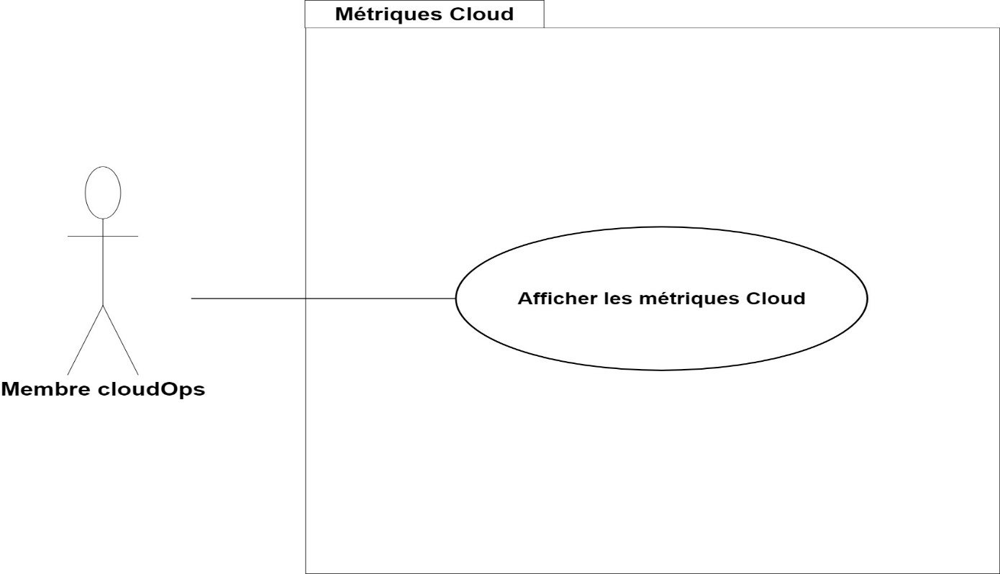 Métriques Cloud
Afficher les métriques Cloud
Membre cloudOps